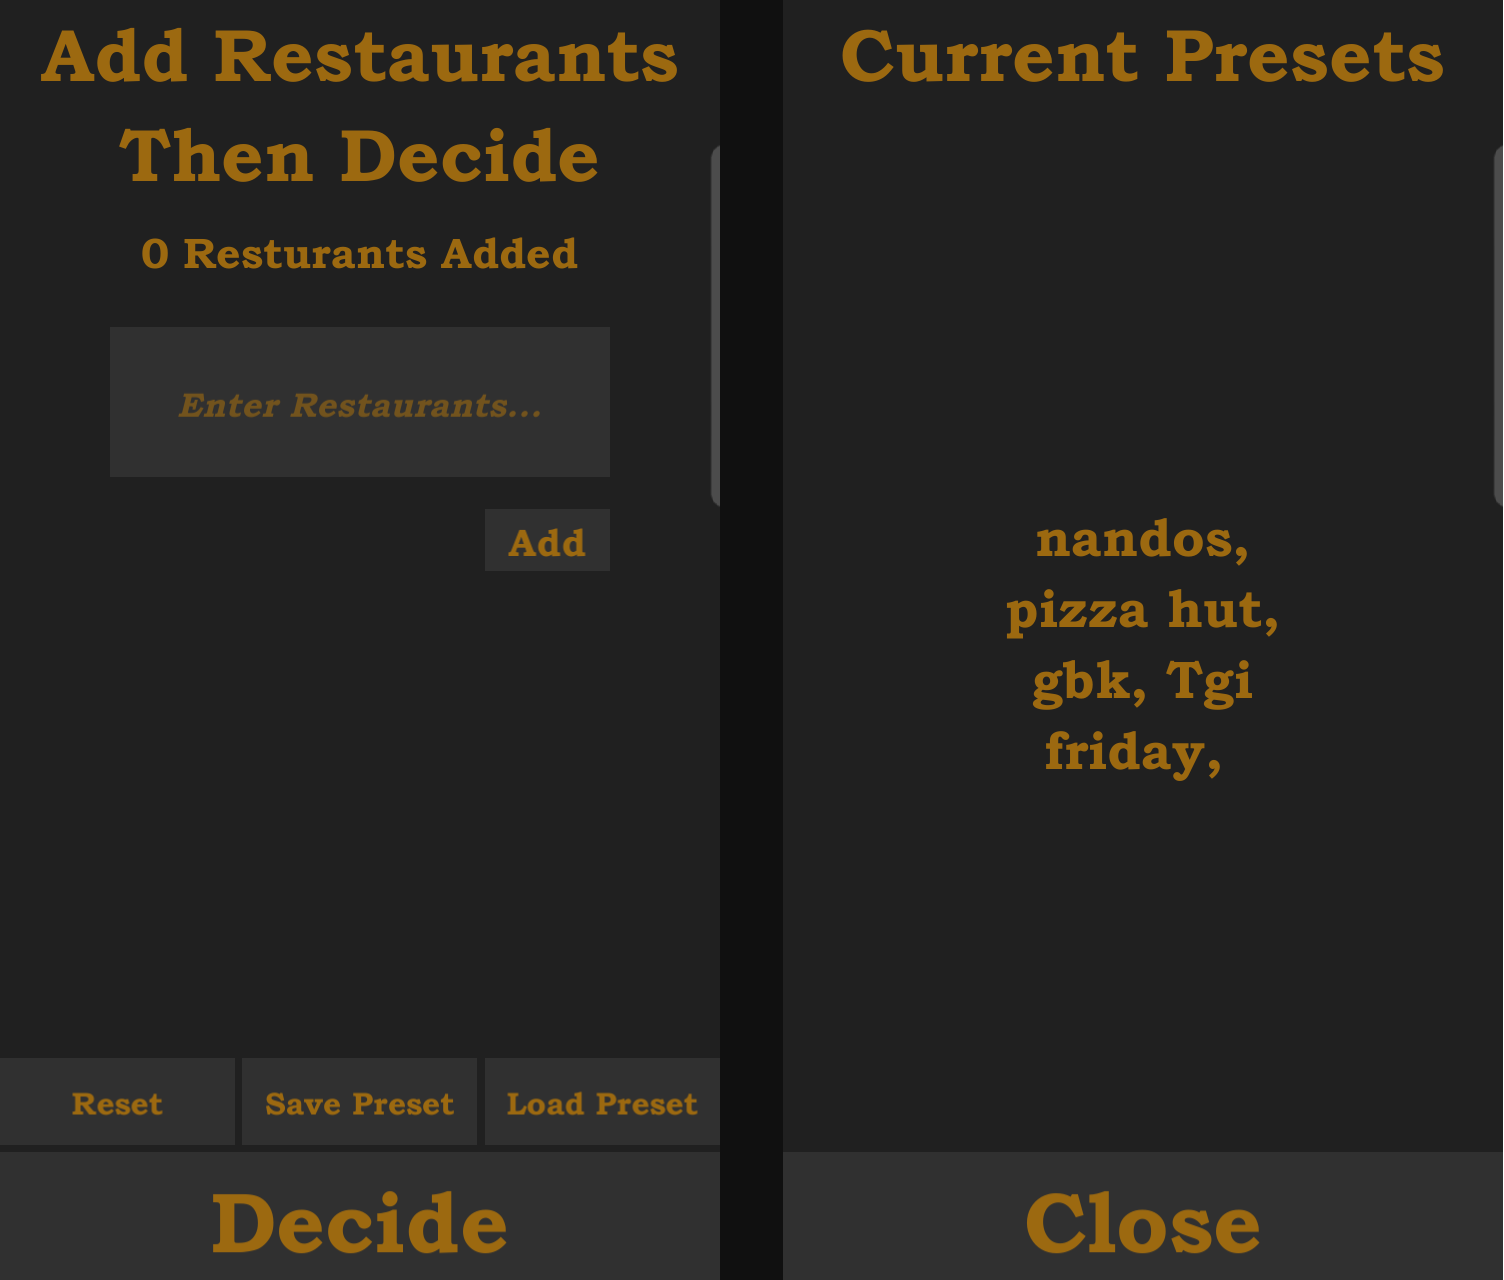 Add Restaurants
Then Decide
0 Resturants Added
Enter Restaurants...
Add
Reset
Save Preset
Load Preset
Decide
Current Presets
nandos,
pizza hut,
gbk, Tgi
friday,
Close